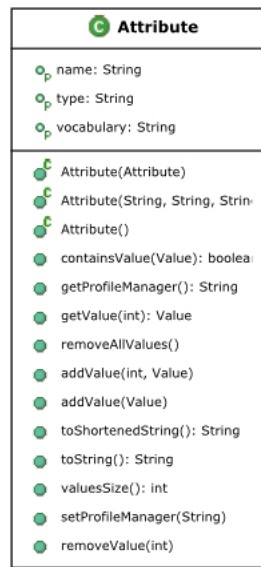 C Attribute
P name: String
P type: String
P vocabulary: String
C Attribute(Attribute)
C Attribute(String, String, Strin
C Attribute()
containsValue(Value): boolea
getProfileManager(): String
getValue(int): Value
removeAllValues()
addValue(int, Value)
addValue(Value)
toShortenedString(): String
toString(): String
valuesSize(): int
setProfileManager(String)
removeValue(int)